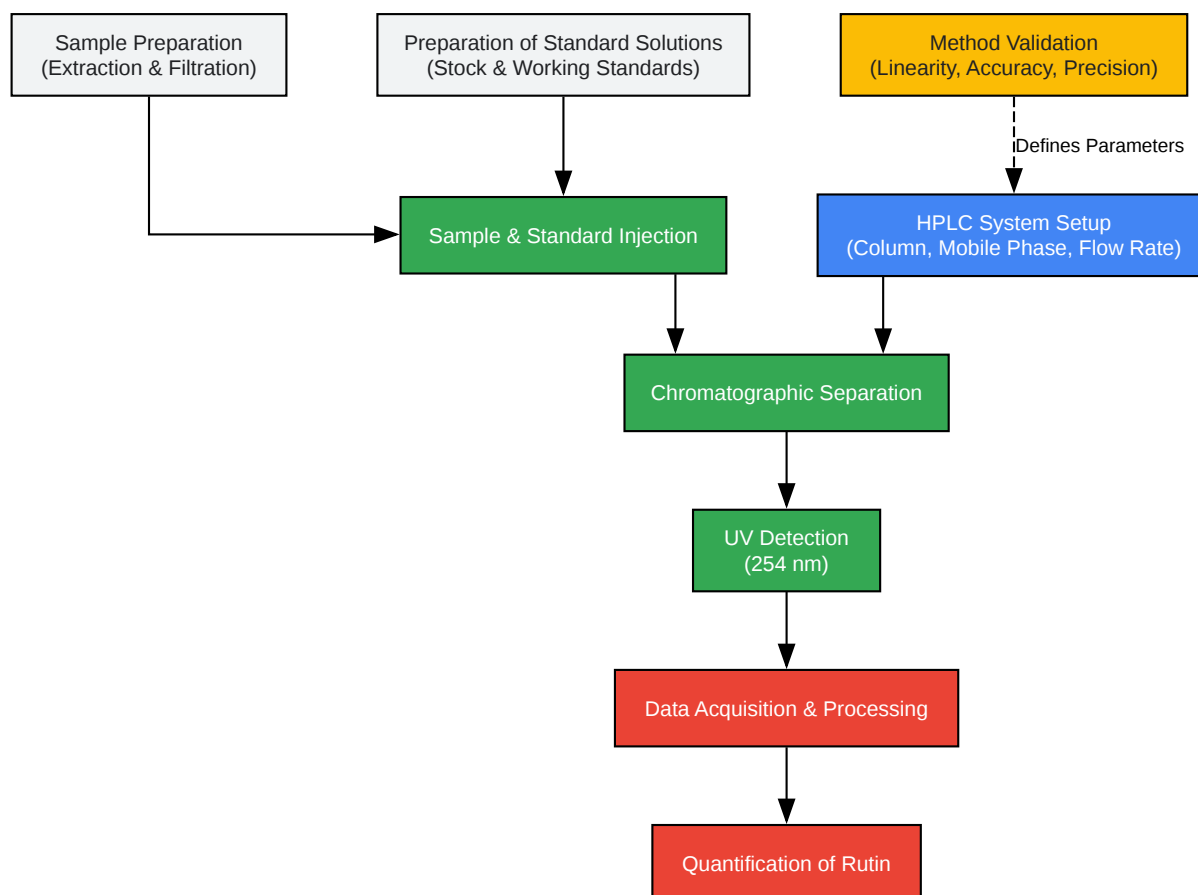 Sample Preparation
(Extraction & Filtration)
Preparation of Standard Solutions
(Stock & Working Standards)
Method Validation
(Linearity, Accuracy, Precision)
Defines Parameters
Sample & Standard Injection
HPLC System Setup
(Column, Mobile Phase, Flow Rate)
Chromatographic Separation
UV Detection
(254 nm)
Data Acquisition & Processing
Quantification of Rutin